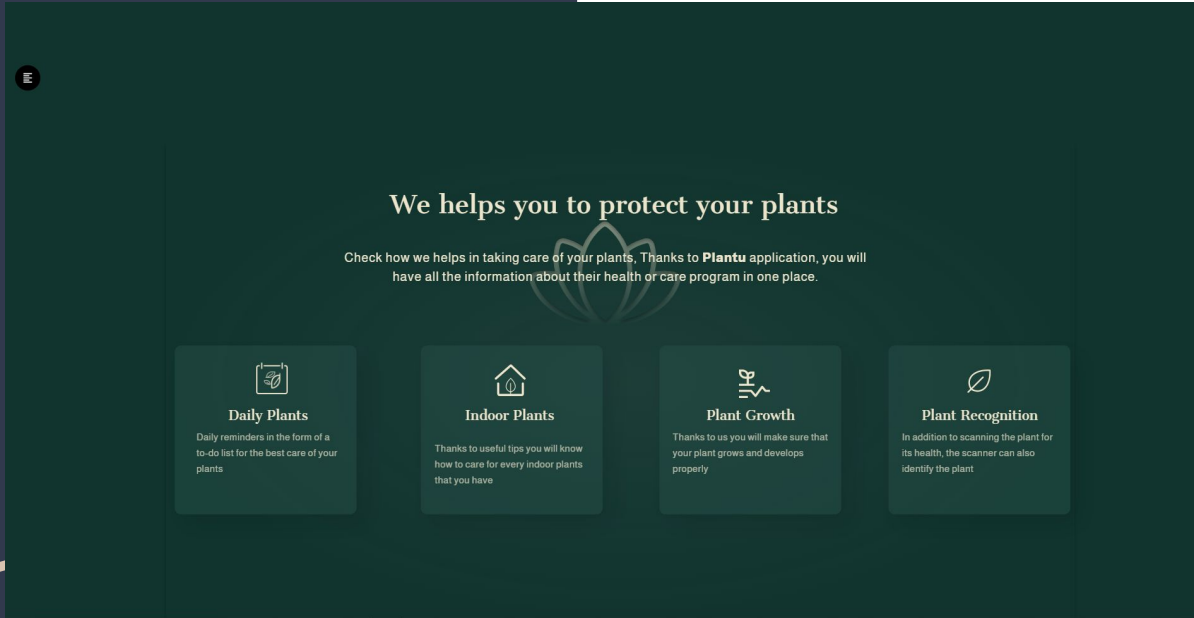 We helps you to protect your plants
Check how we helps in taking care of your plants, Thanks to Plantu application, you will
have all the information about their health or care program in one place.
Daily Plants
Daily reminders in the form of a
to-do list for the best care of your
plants
Indoor Plants
Thanks to useful tips you will know
how to care for every indoor plants
that you have
Plant Growth
Thanks to us you will make sure that
your plant grows and develops
properly
Plant Recognition
In addition to scanning the plant for
its health, the scanner can also
identify the plant